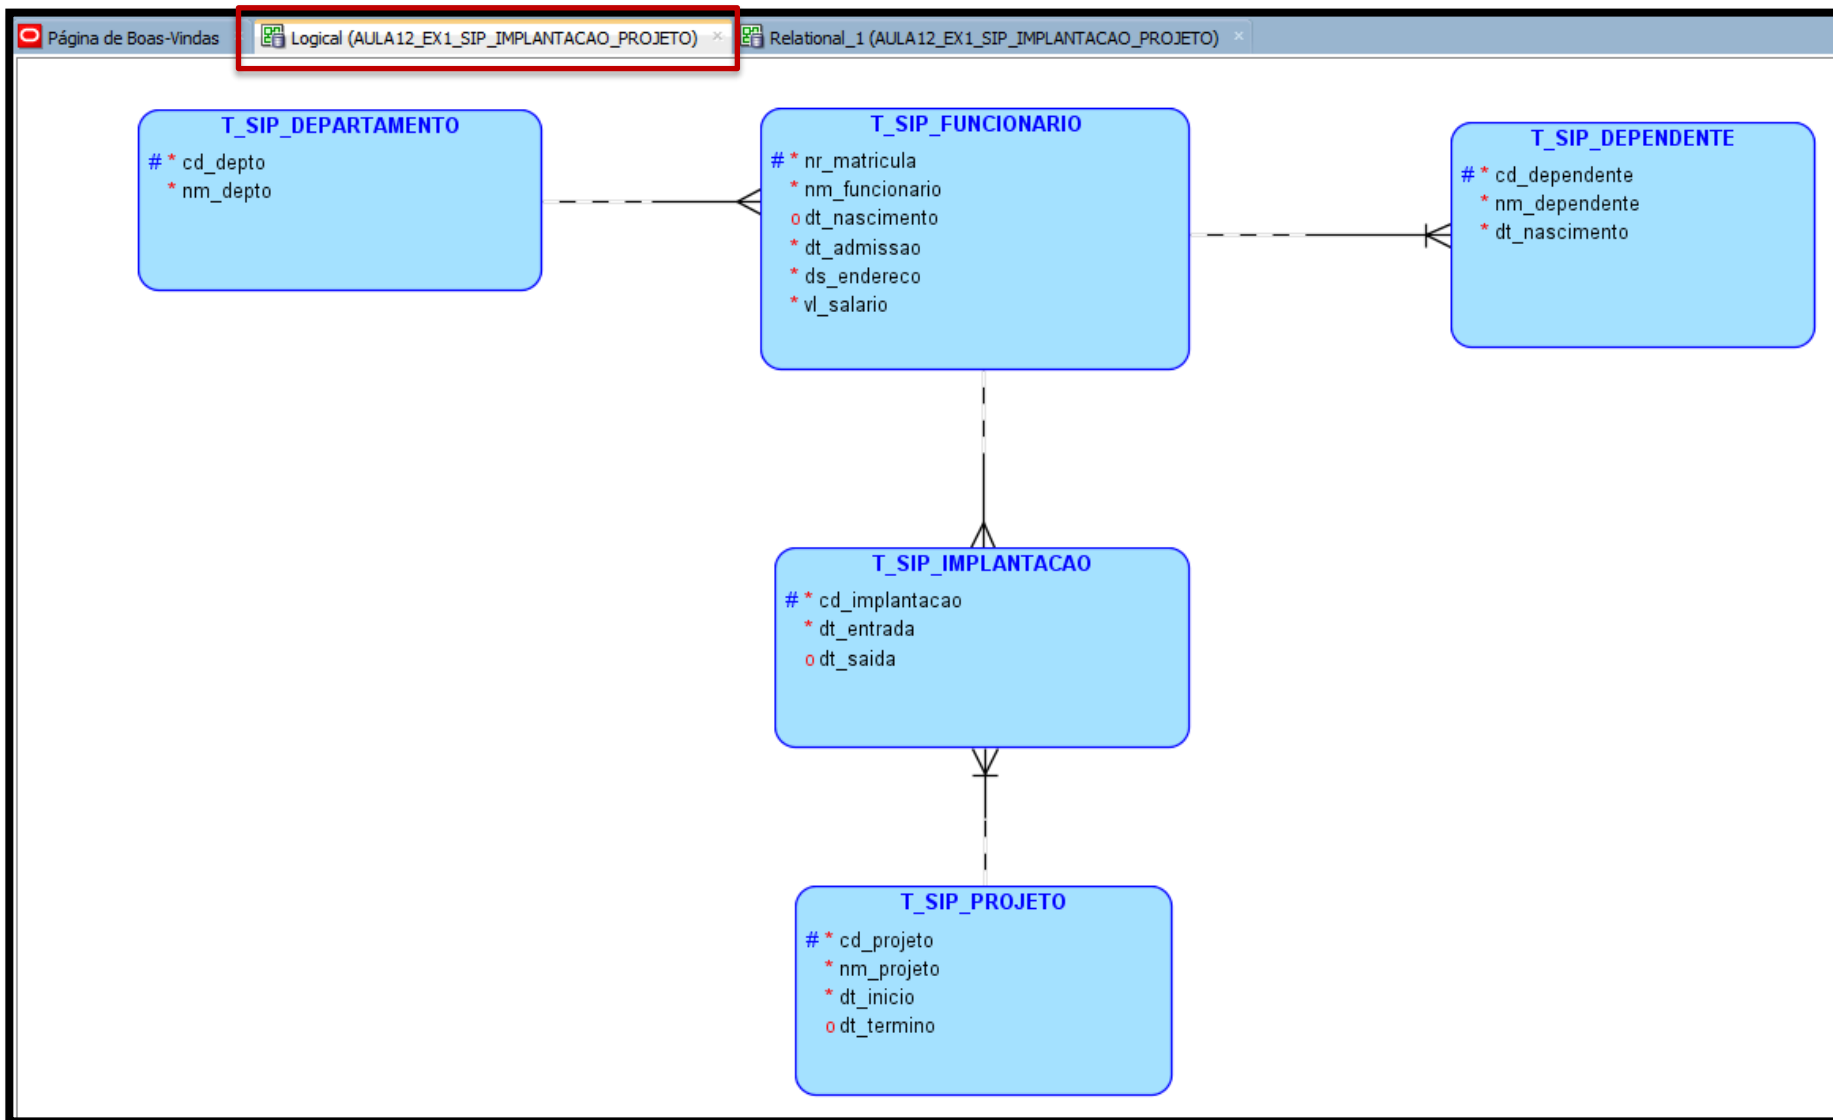 Página de Boas-Vindas
Logical (AULA12_EX1_SIP_IMPLANTACAO_PROJETO) ×
Relational_1 (AULA12_EX1_SIP_IMPLANTACAO_PROJETO) ×
T_SIP_DEPARTAMENTO
# * cd_depto
* nm_depto
T_SIP_FUNCIONARIO
# * nr_matricula
* nm_funcionario
o dt_nascimento
* dt_admissao
* ds_endereco
* vl_salario
T_SIP_DEPENDENTE
# * cd_dependente
* nm_dependente
* dt_nascimento
T_SIP_IMPLANTACAO
# * cd_implantacao
* dt_entrada
o dt_saida
T_SIP_PROJETO
# * cd_projeto
* nm_projeto
* dt_inicio
o dt_termino